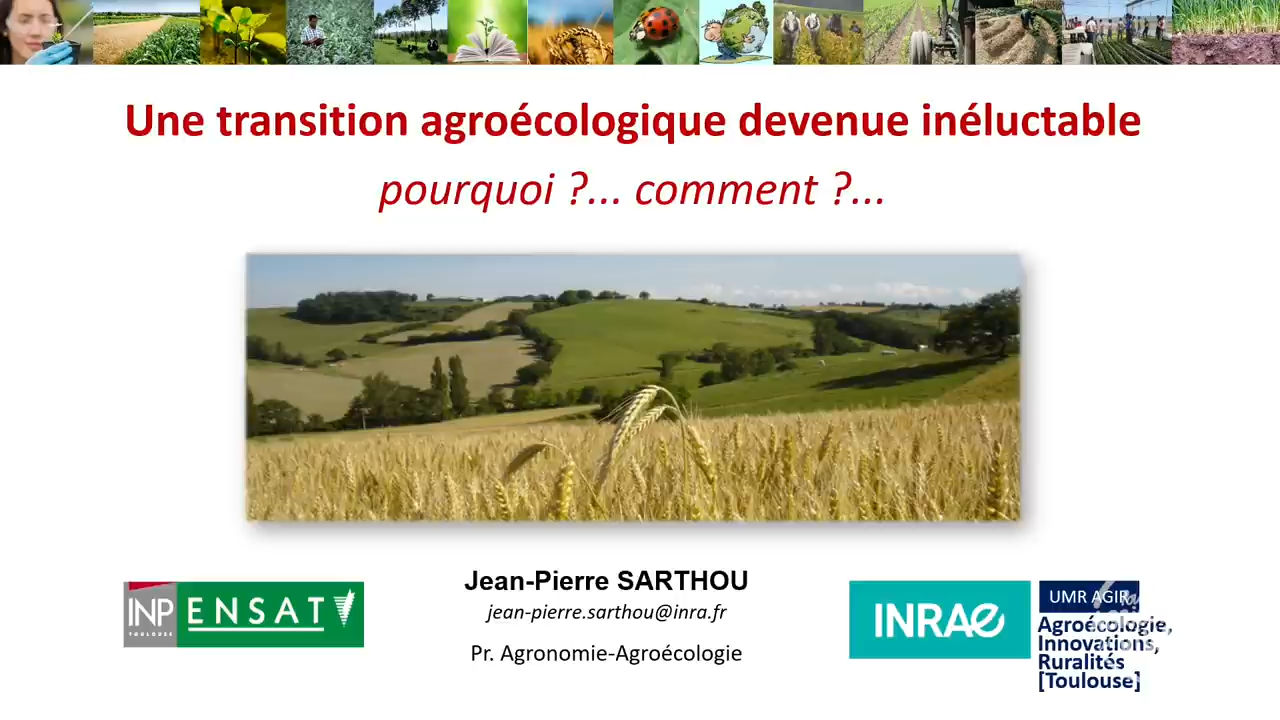 Une transition agroécologique devenue inéluctable
pourquoi ?... comment ?...
Jean-Pierre SARTHOU
jean-pierre.sarthou@inra.fr
Pr. Agronomie-Agroécologie
INP ENSAT
TOULOUSE
INRAE
UMR AGIR
Agroécologie,
Innovations,
Ruralités
[Toulouse]